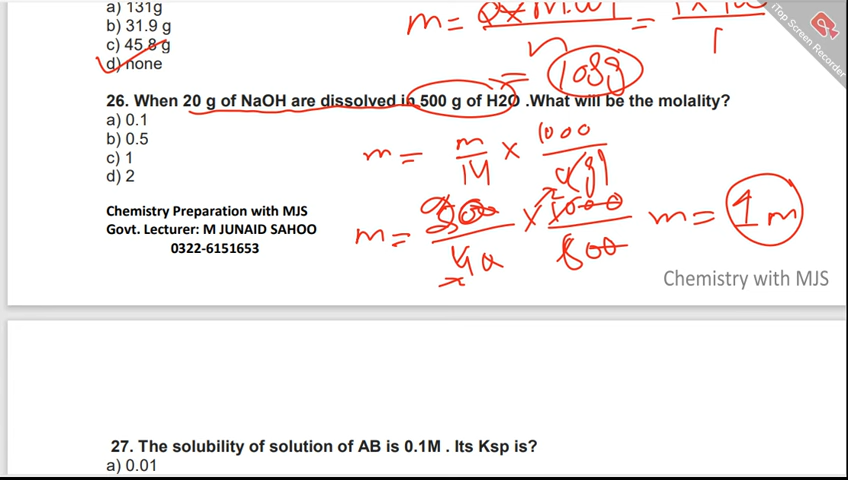 a) 131g
b) 31.9 g
c) 45.8 g
d) none
= 108g
26. When 20 g of NaOH are dissolved in 500 g of H2O .What will be the molality?
a) 0.1
b) 0.5
c) 1
d) 2
m = m/M × 1000/
m = × 1000/500 m = 1 m
Chemistry Preparation with MJS
Govt. Lecturer: M JUNAID SAHOO
0322-6151653
Chemistry with MJS
27. The solubility of solution of AB is 0.1M . Its Ksp is?
a) 0.01
iTop Screen Recorder